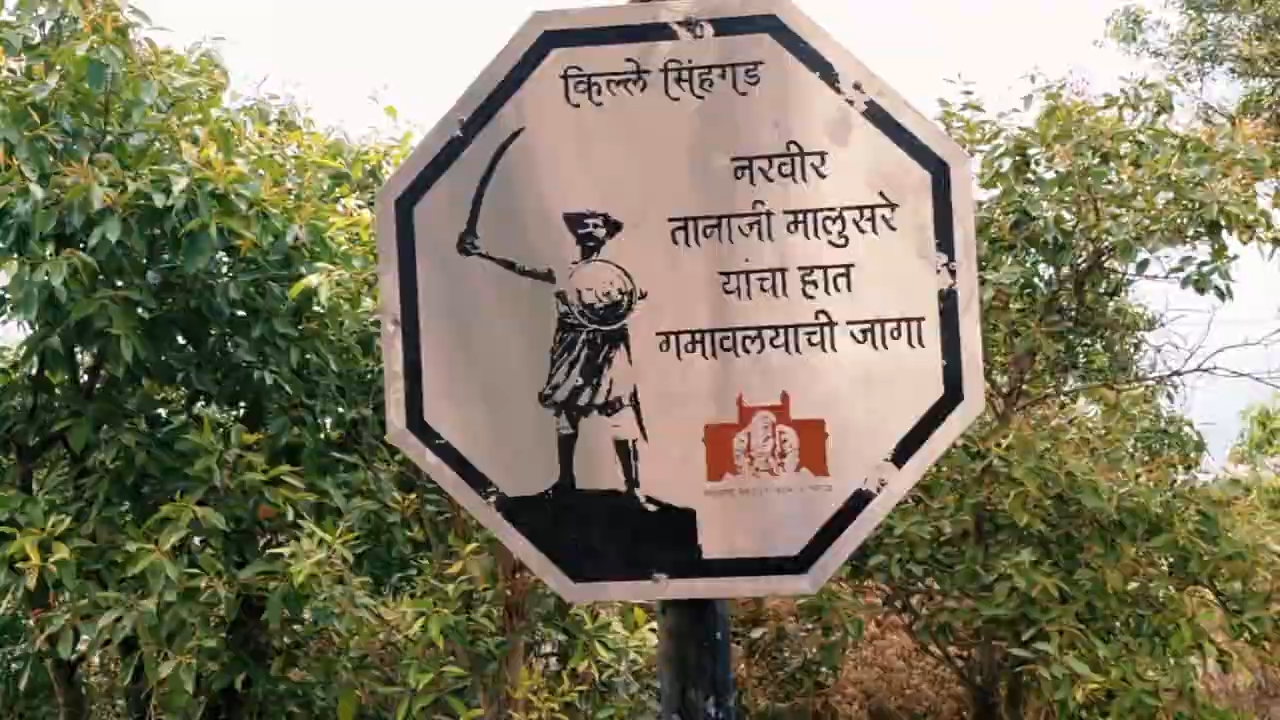 किल्ले सिंहगड
नरवीर
तानाजी मालुसरे
यांचा हात
गमावलयाची जागा